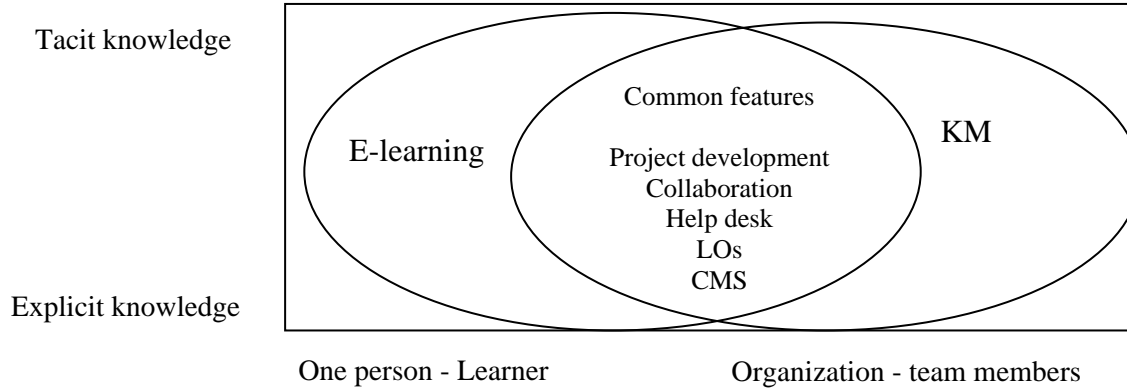 Tacit knowledge
Common features
E-learning
KM
Project development
Collaboration
Help desk
LOs
CMS
Explicit knowledge
One person - Learner
Organization - team members